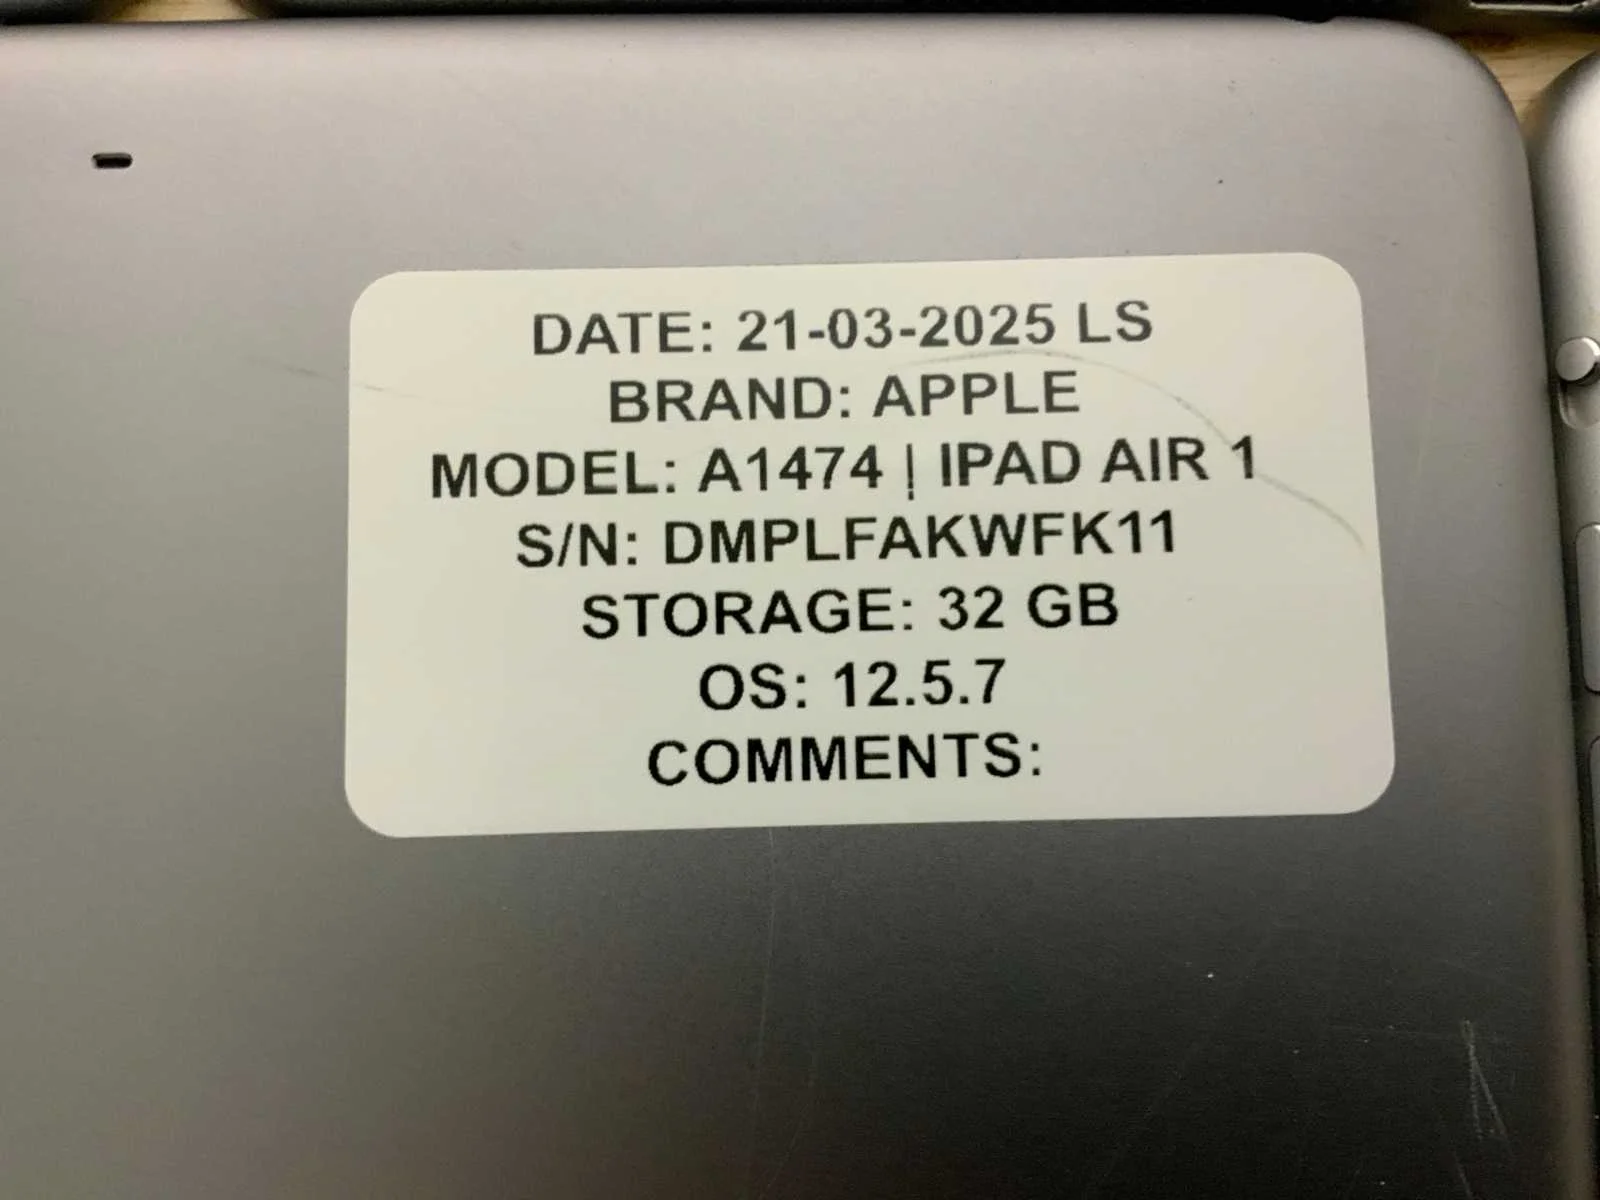 DATE: 21-03-2025 LS
BRAND: APPLE
MODEL: A1474 | IPAD AIR 1
S/N: DMPLFAKWFK11
STORAGE: 32 GB
OS: 12.5.7
COMMENTS: